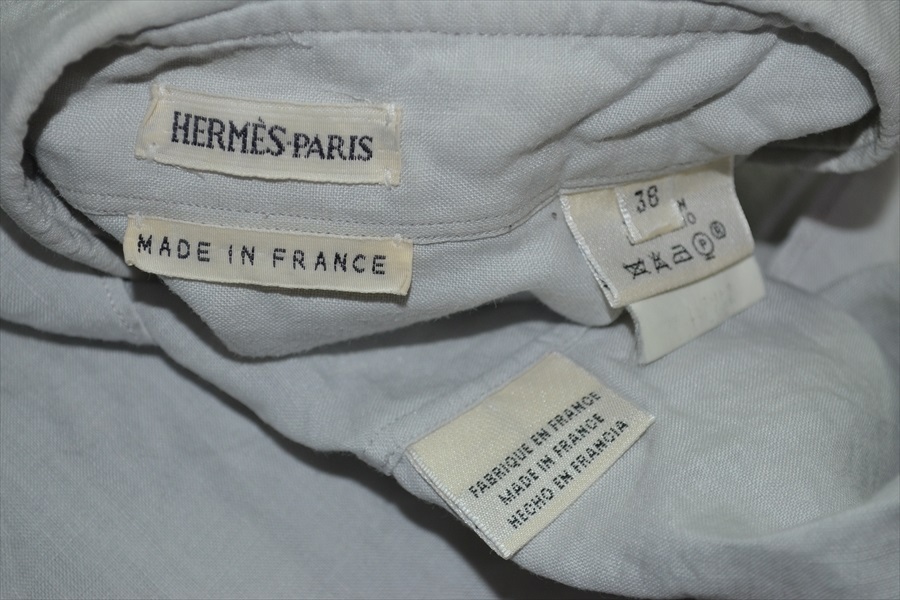 HERMÈS-PARIS
MADE IN FRANCE
38
FABRIQUE EN FRANCE
MADE IN FRANCE
HECHO EN FRANCIA